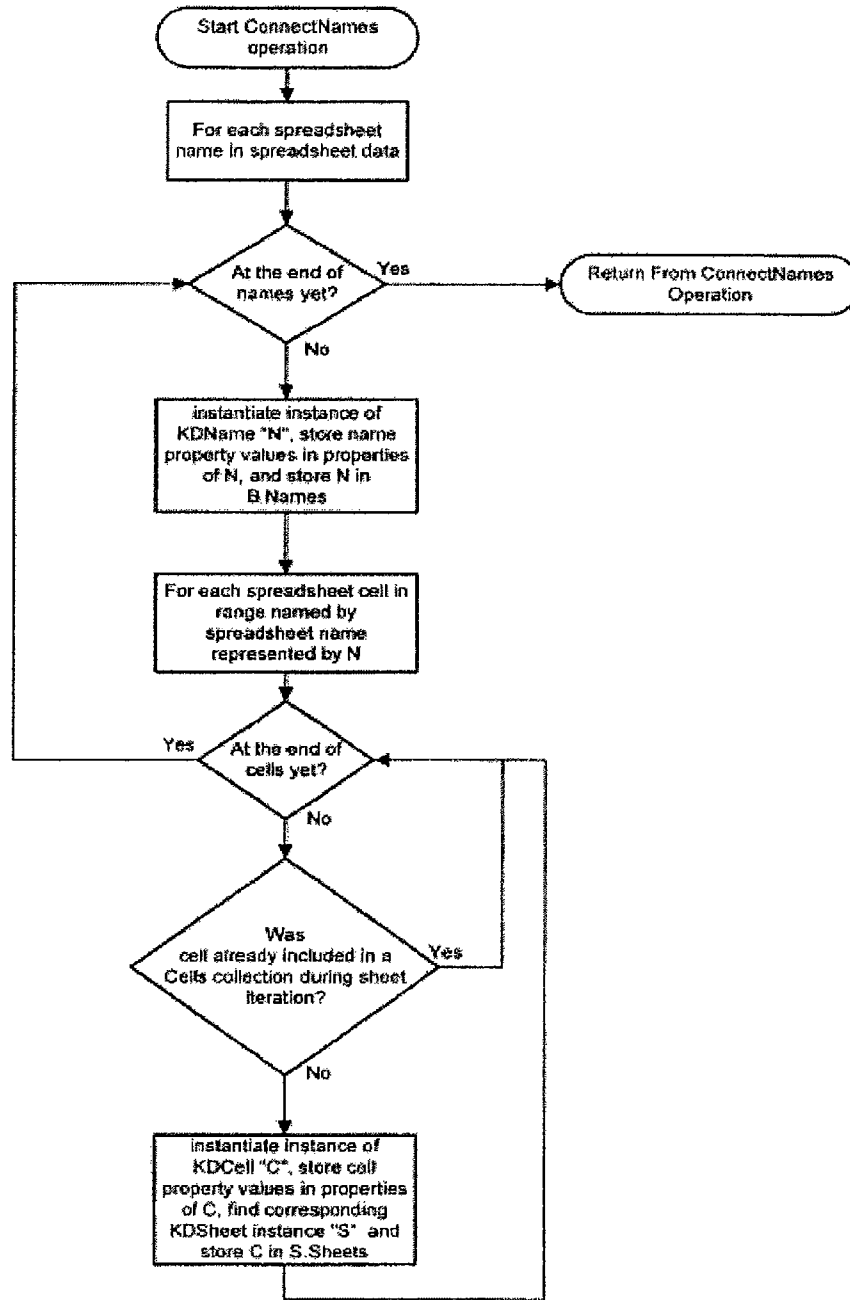 Start ConnectNames
operation
For each spreadsheet
name in spreadsheet data
At the end of
names yet?
Yes
Return From ConnectNames
Operation
No
instantiate instance of
KDName "N", store name
property values in properties
of N, and store N in
B.Names
For each spreadsheet cell in
range named by
spreadsheet name
represented by N
Yes
At the end of
cells yet?
No
Was
cell already included in a
Cells collection during sheet
iteration?
Yes
No
instantiate instance of
KDCell "C", store cell
property values in properties
of C, find corresponding
KDSheet instance "S" and
store C in S.Sheets